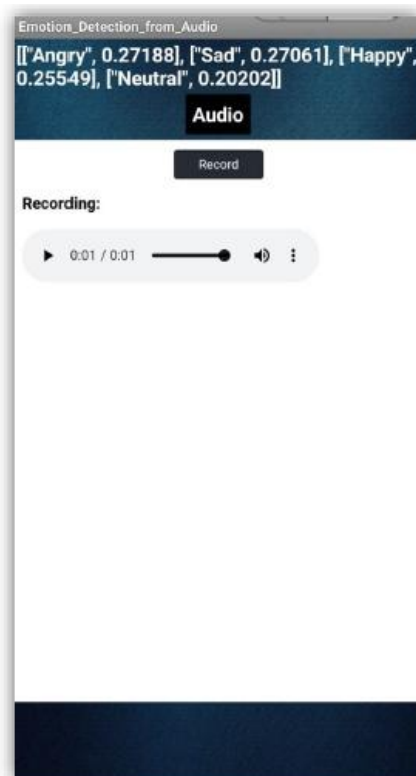 Emotion_Detection_from_Audio
[["Angry", 0.27188], ["Sad", 0.27061], ["Happy",
0.25549], ["Neutral", 0.20202]]
Audio
Record
Recording:
0:01 / 0:01